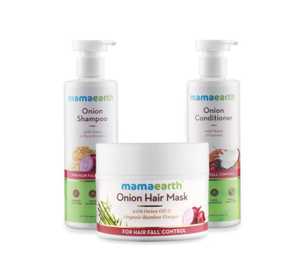 mamaearth
Onion
Shampoo
mamaearth
Onion
Conditioner
mamaearth
Onion Hair Mask
with Onion Oil &
Organic Bamboo Vinegar
FOR HAIR FALL CONTROL